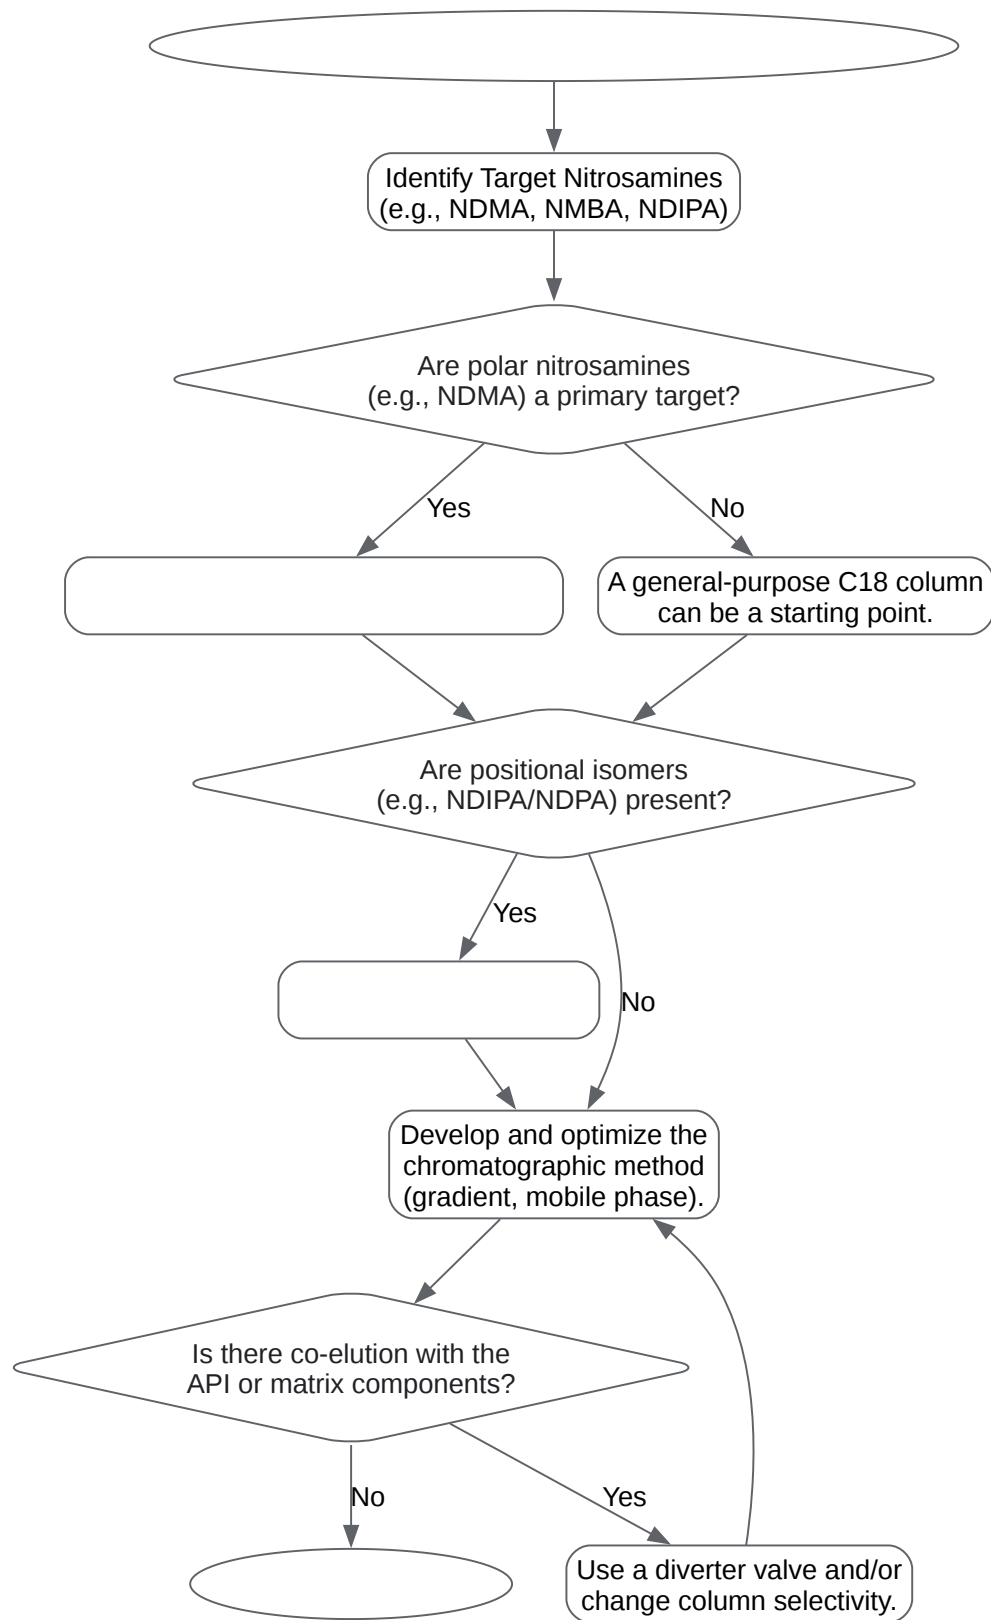 Identify Target Nitrosamines
(e.g., NDMA, NMBA, NDIPA)
Are polar nitrosamines
(e.g., NDMA) a primary target?
Yes
No
A general-purpose C18 column
can be a starting point.
Are positional isomers
(e.g., NDIPA/NDPA) present?
Yes
No
Develop and optimize the
chromatographic method
(gradient, mobile phase).
Is there co-elution with the
API or matrix components?
No
Yes
Use a diverter valve and/or
change column selectivity.